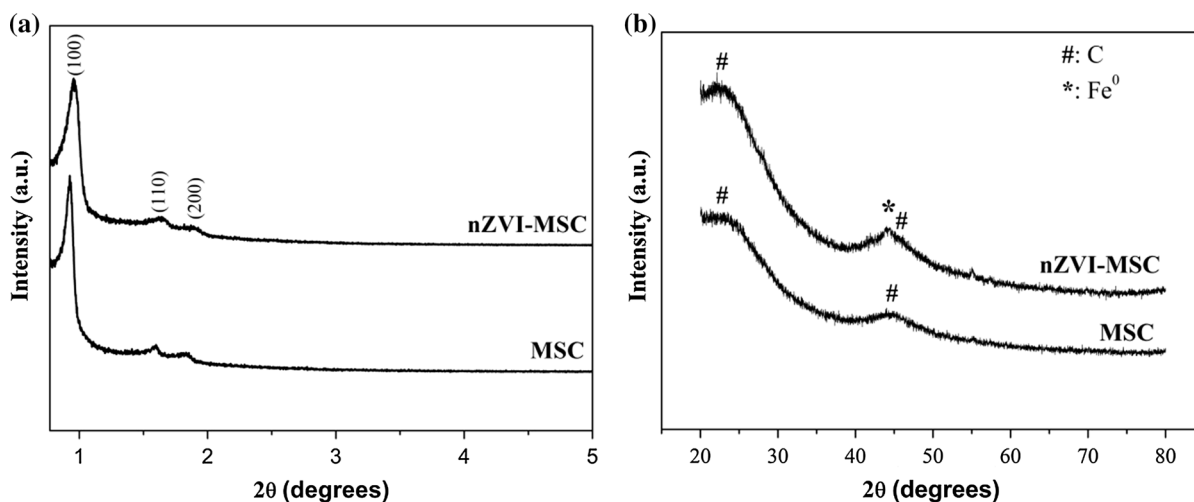 (a)
(100)
(110)
(200)
nZVI-MSC
MSC
Intensity (a.u.)
1 2 3 4 5
2θ (degrees)
(b)
#: C
*: Fe⁰
#
#
* #
#
nZVI-MSC
MSC
Intensity (a.u.)
20 30 40 50 60 70 80
2θ (degrees)